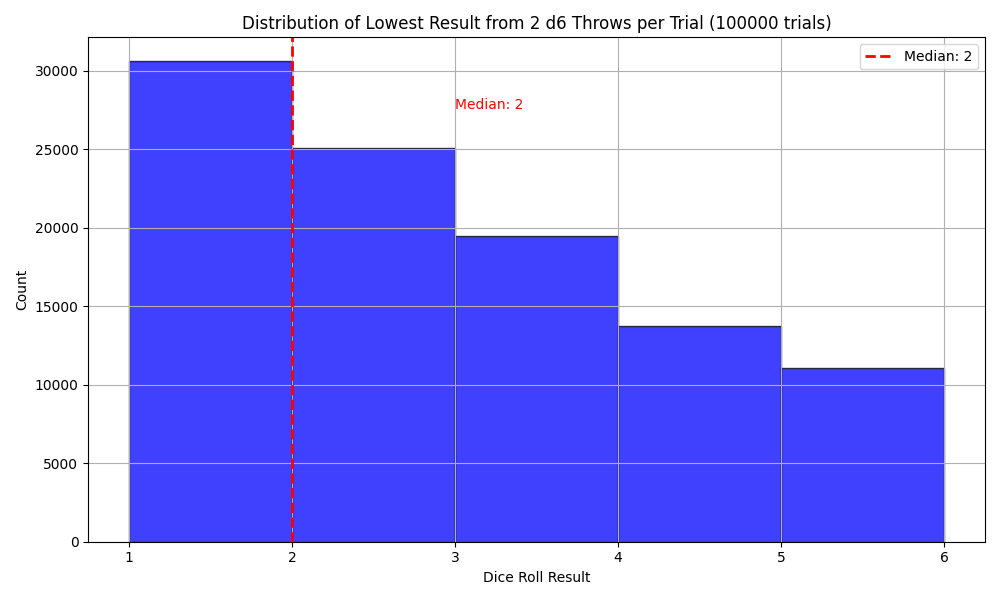 Distribution of Lowest Result from 2 d6 Throws per Trial (100000 trials)
Median: 2
Median: 2
30000
25000
20000
15000
10000
5000
0
Count
1 2 3 4 5 6
Dice Roll Result